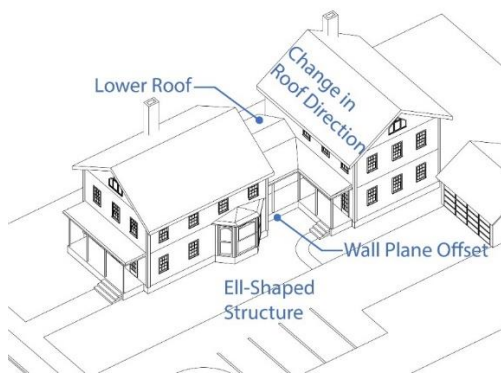 Lower Roof
Change in
Roof Direction
Wall Plane Offset
Ell-Shaped
Structure